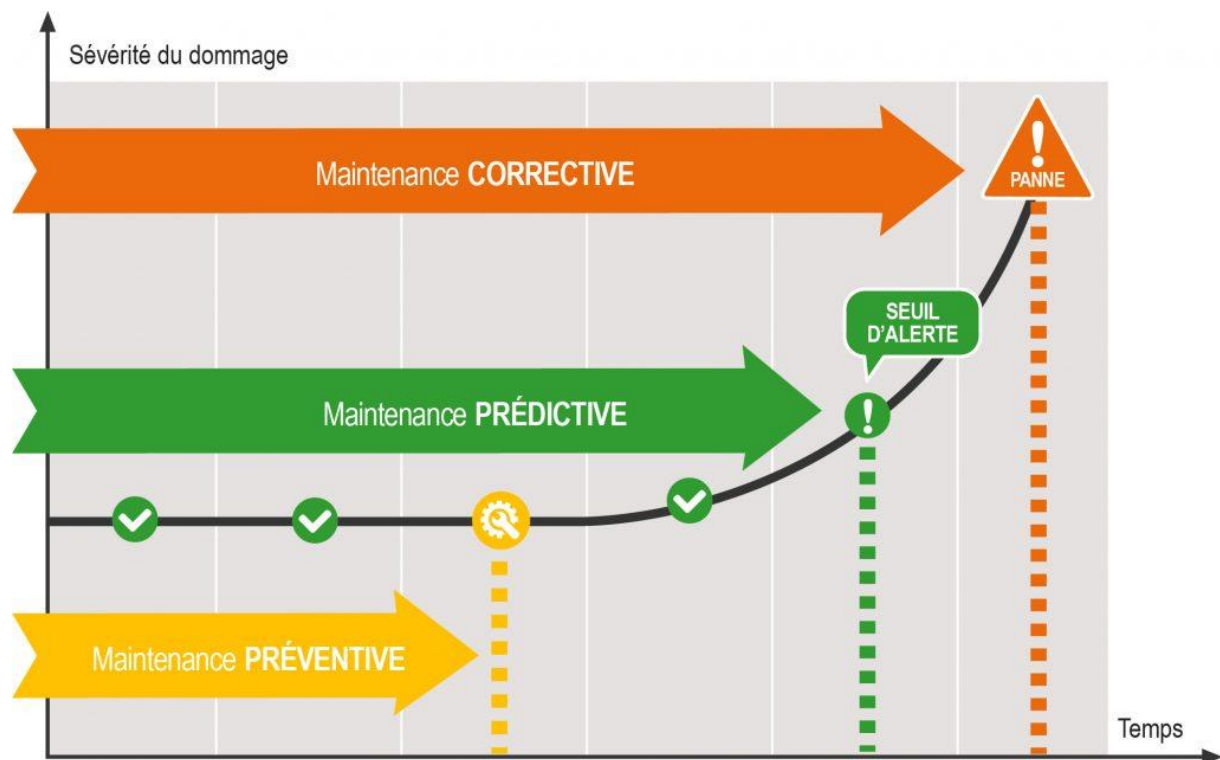 Sévérité du dommage
Maintenance CORRECTIVE
PANNE
SEUIL
D'ALERTE
Maintenance PRÉDICTIVE
Maintenance PRÉVENTIVE
Temps